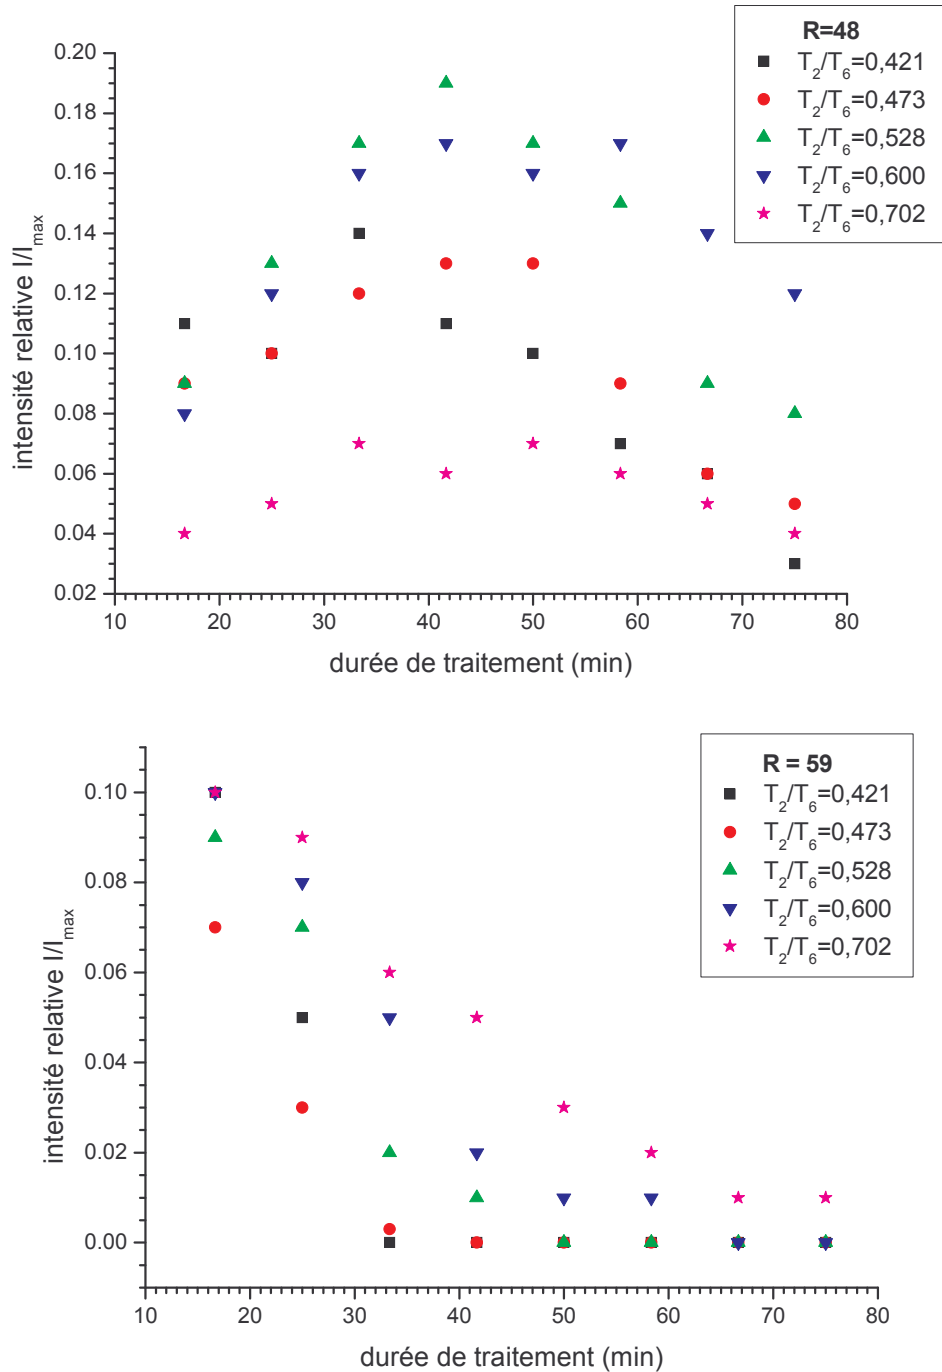 R=48
T2/T6=0,421
T2/T6=0,473
T2/T6=0,528
T2/T6=0,600
T2/T6=0,702
0.20
0.18
0.16
0.14
0.12
0.10
0.08
0.06
0.04
0.02
intensité relative I/Imax
10 20 30 40 50 60 70 80
durée de traitement (min)
R = 59
T2/T6=0,421
T2/T6=0,473
T2/T6=0,528
T2/T6=0,600
T2/T6=0,702
0.10
0.08
0.06
0.04
0.02
0.00
intensité relative I/Imax
10 20 30 40 50 60 70 80
durée de traitement (min)